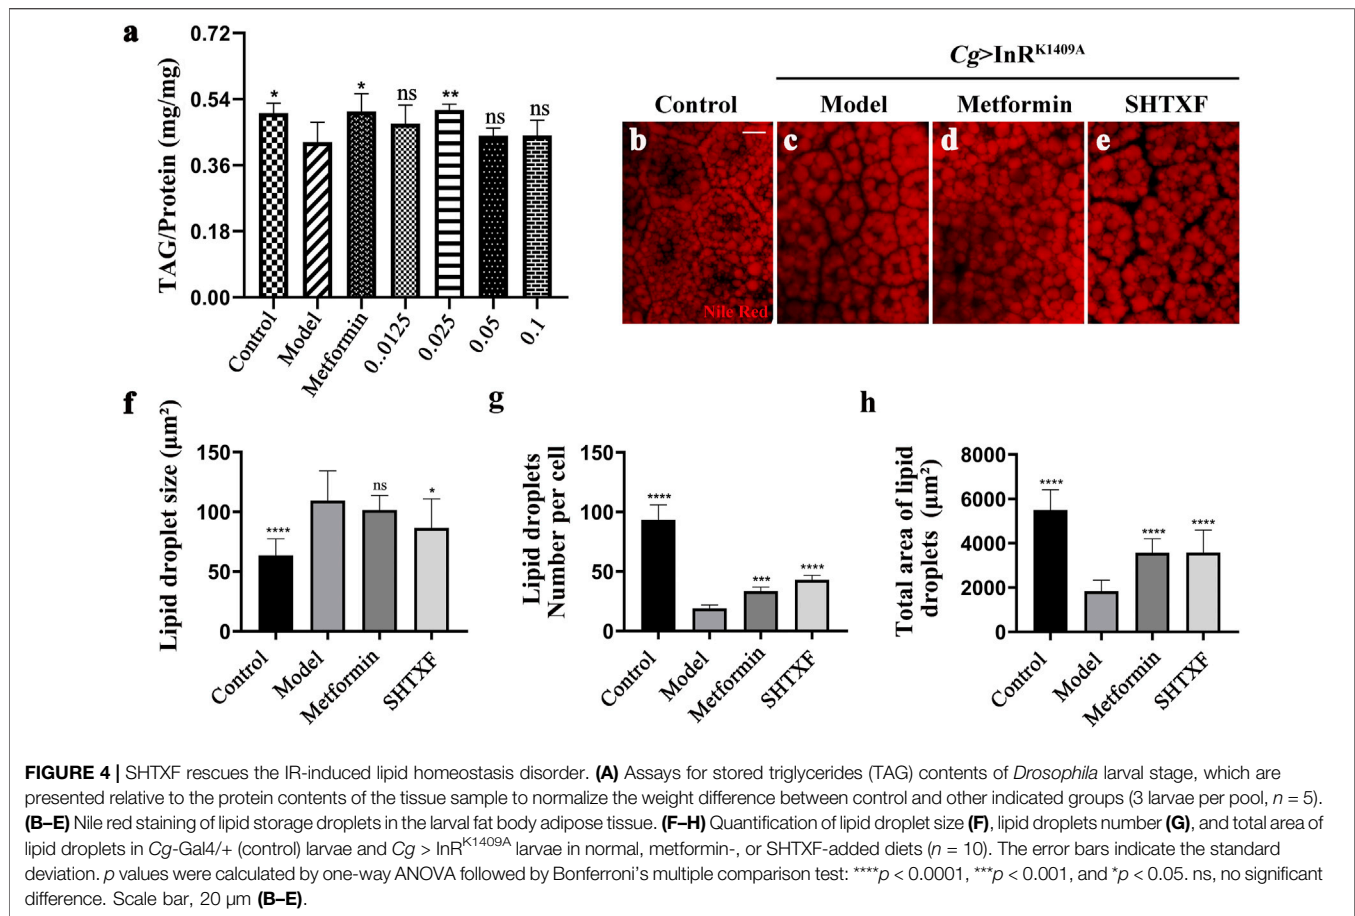 a
0.72
0.54
0.36
0.18
0.00
TAG/Protein (mg/mg)
*
*
ns
**
ns
ns
Control
Model
Metformin
0..0125
0.025
0.05
0.1
Cg>InR^K1409A
Control
Model
Metformin
SHTXF
b
c
d
e
Nile Red
f
Lipid droplet size (µm²)
150
100
50
0
****
ns
*
Control
Model
Metformin
SHTXF
g
Lipid droplets
Number per cell
150
100
50
0
****
***
****
Control
Model
Metformin
SHTXF
h
Total area of lipid
droplets (µm²)
8000
6000
4000
2000
0
****
****
****
Control
Model
Metformin
SHTXF
FIGURE 4 | SHTXF rescues the IR-induced lipid homeostasis disorder. (A) Assays for stored triglycerides (TAG) contents of Drosophila larval stage, which are
presented relative to the protein contents of the tissue sample to normalize the weight difference between control and other indicated groups (3 larvae per pool, n = 5).
(B–E) Nile red staining of lipid storage droplets in the larval fat body adipose tissue. (F–H) Quantification of lipid droplet size (F), lipid droplets number (G), and total area of
lipid droplets in Cg-Gal4/+ (control) larvae and Cg > InR^K1409A larvae in normal, metformin-, or SHTXF-added diets (n = 10). The error bars indicate the standard
deviation. p values were calculated by one-way ANOVA followed by Bonferroni's multiple comparison test: ****p < 0.0001, ***p < 0.001, and *p < 0.05. ns, no significant
difference. Scale bar, 20 µm (B–E).